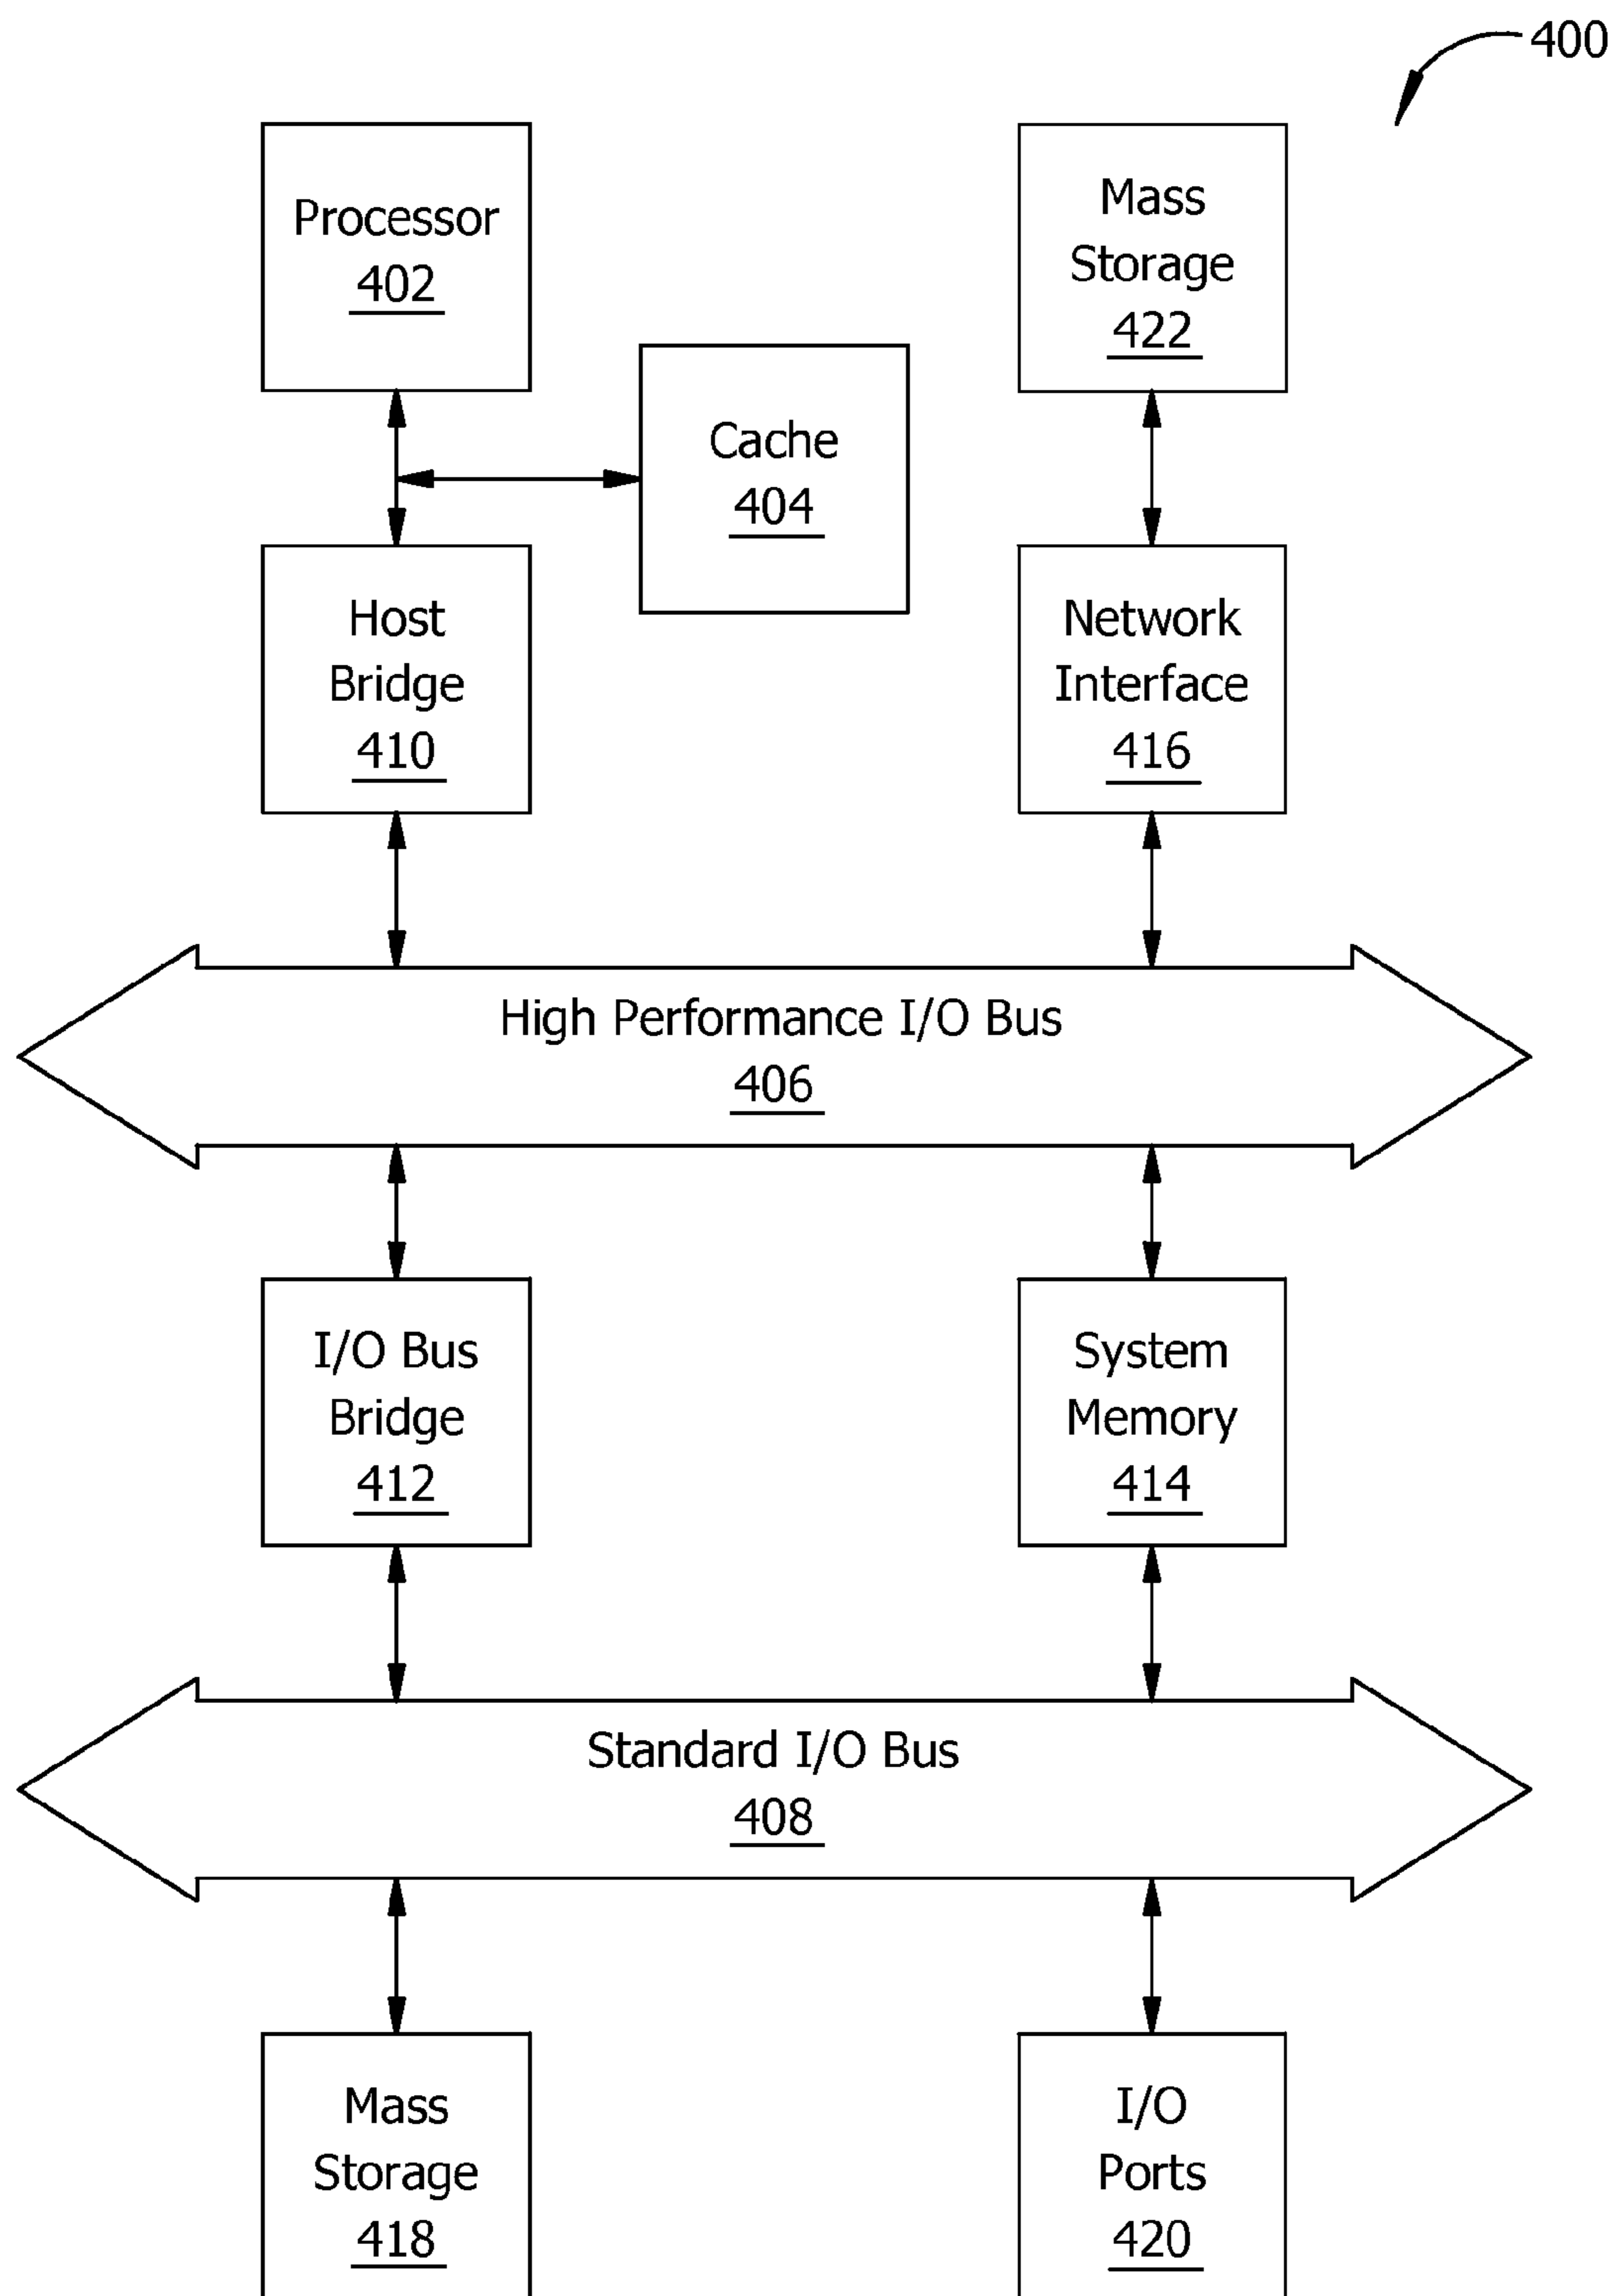 400
Processor
402
Mass
Storage
422
Cache
404
Host
Bridge
410
Network
Interface
416
High Performance I/O Bus
406
I/O Bus
Bridge
412
System
Memory
414
Standard I/O Bus
408
Mass
Storage
418
I/O
Ports
420